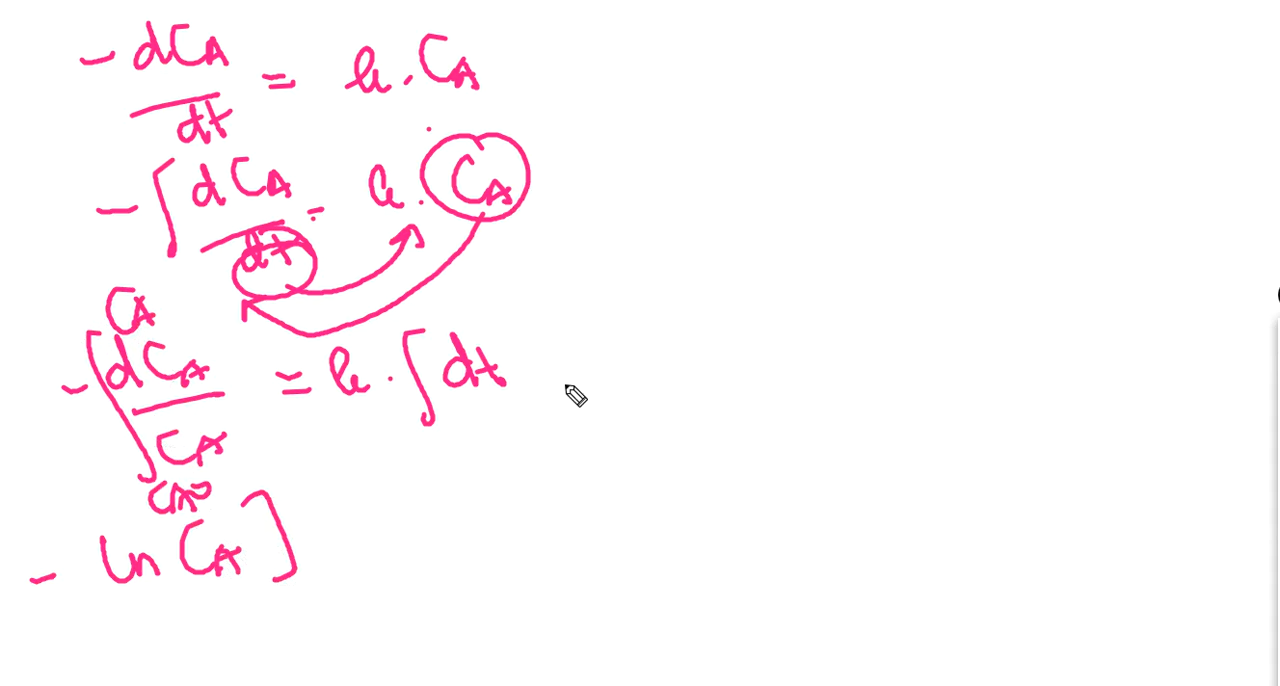 - dCA/dt = k . CA
- ∫ dCA/dt = k . CA
CA
- ∫ dCA/CA = k . ∫ dt
CA0
- ln CA ]